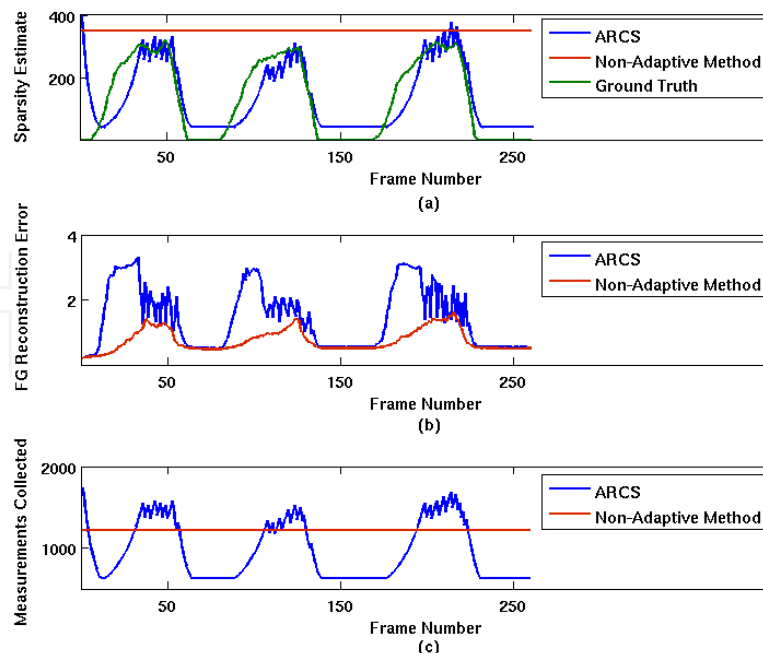 400
200
Sparsity Estimate
50
150
250
Frame Number
(a)
ARCS
Non-Adaptive Method
Ground Truth
4
2
FG Reconstruction Error
50
150
250
Frame Number
(b)
ARCS
Non-Adaptive Method
2000
1000
Measurements Collected
50
150
250
Frame Number
(c)
ARCS
Non-Adaptive Method